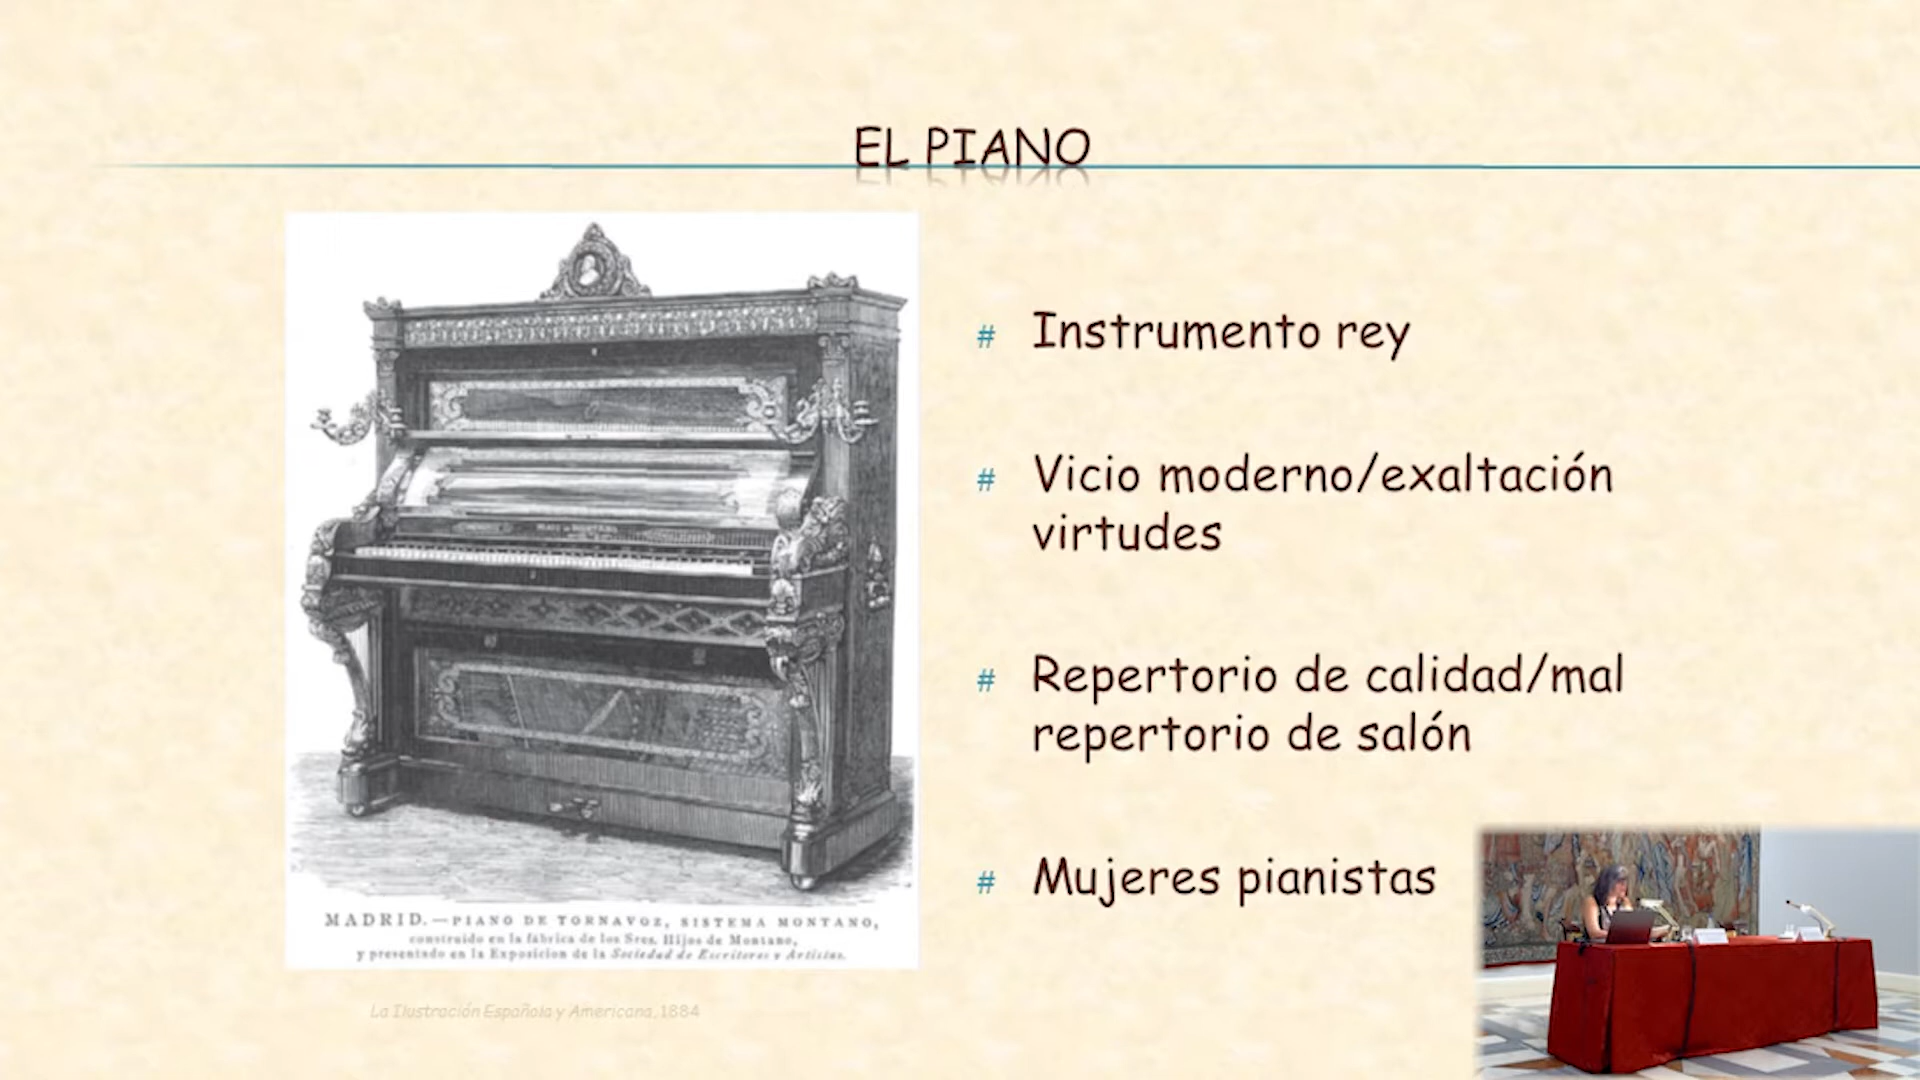 EL PIANO
# Instrumento rey
# Vicio moderno/exaltación
virtudes
# Repertorio de calidad/mal
repertorio de salón
# Mujeres pianistas
MADRID.—PIANO DE TORNAVOZ, SISTEMA MONTANO,
construido en la fábrica de los Sres. Hijos de Montano,
y presentado en la Exposicion de la Sociedad de Escritores y Artistas.
La Ilustración Española y Americana, 1884